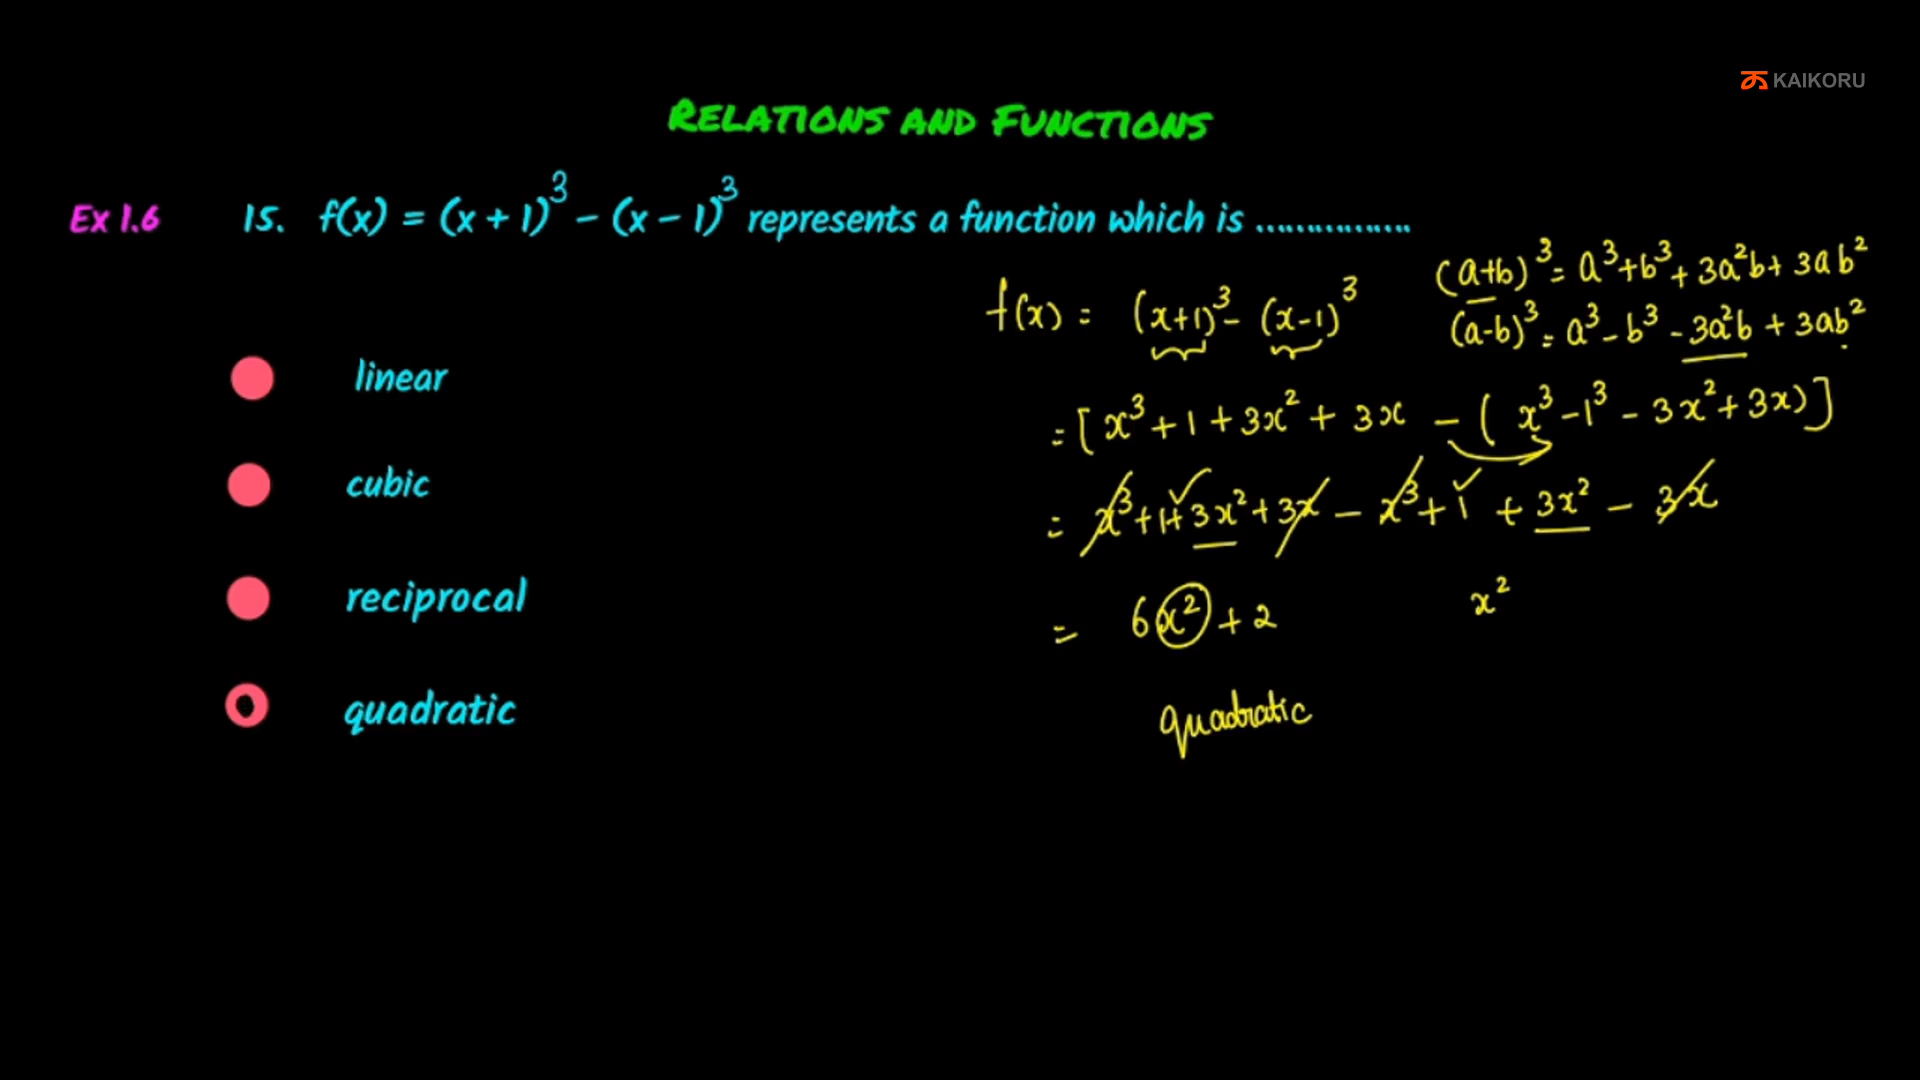 KAIKORU
RELATIONS AND FUNCTIONS
Ex 1.6 15. f(x) = (x + 1)³ – (x – 1)³ represents a function which is ................
(a+b)³ = a³+b³+3a²b+3ab²
f(x) = (x+1)³ - (x-1)³
(a-b)³ = a³-b³-3a²b+3ab²
linear
= [x³+1+3x²+3x - (x³-1³-3x²+3x)]
cubic
= x³+1+3x²+3x - x³+1+3x²-3x
reciprocal
= 6x²+2
x²
quadratic
quadratic